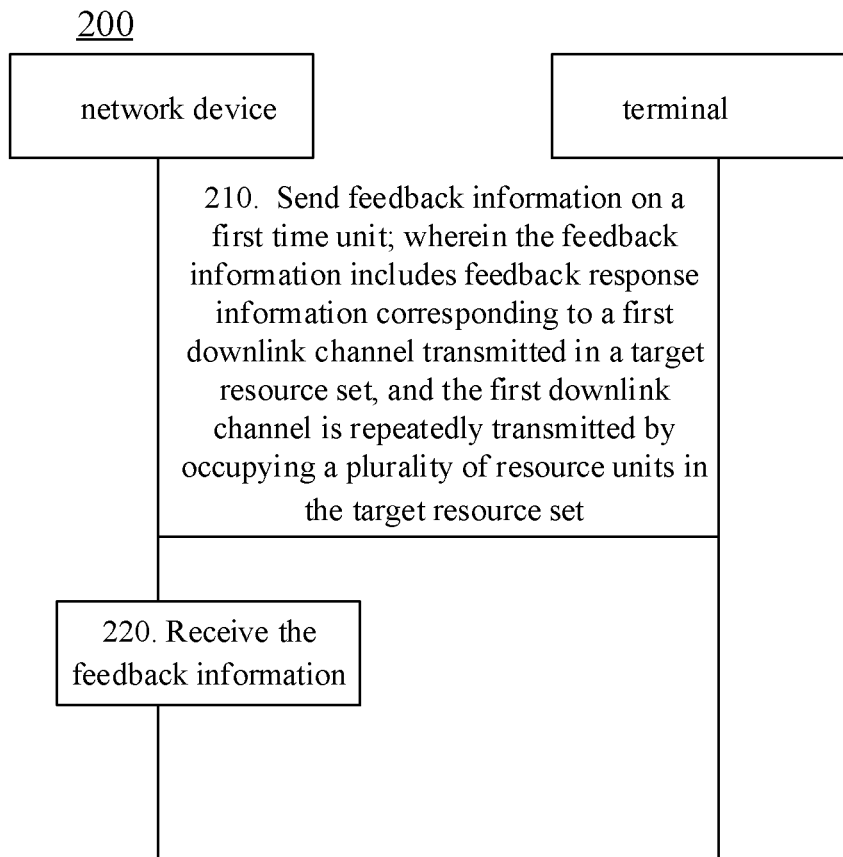 200
network device
terminal
210. Send feedback information on a
first time unit; wherein the feedback
information includes feedback response
information corresponding to a first
downlink channel transmitted in a target
resource set, and the first downlink
channel is repeatedly transmitted by
occupying a plurality of resource units in
the target resource set
220. Receive the
feedback information